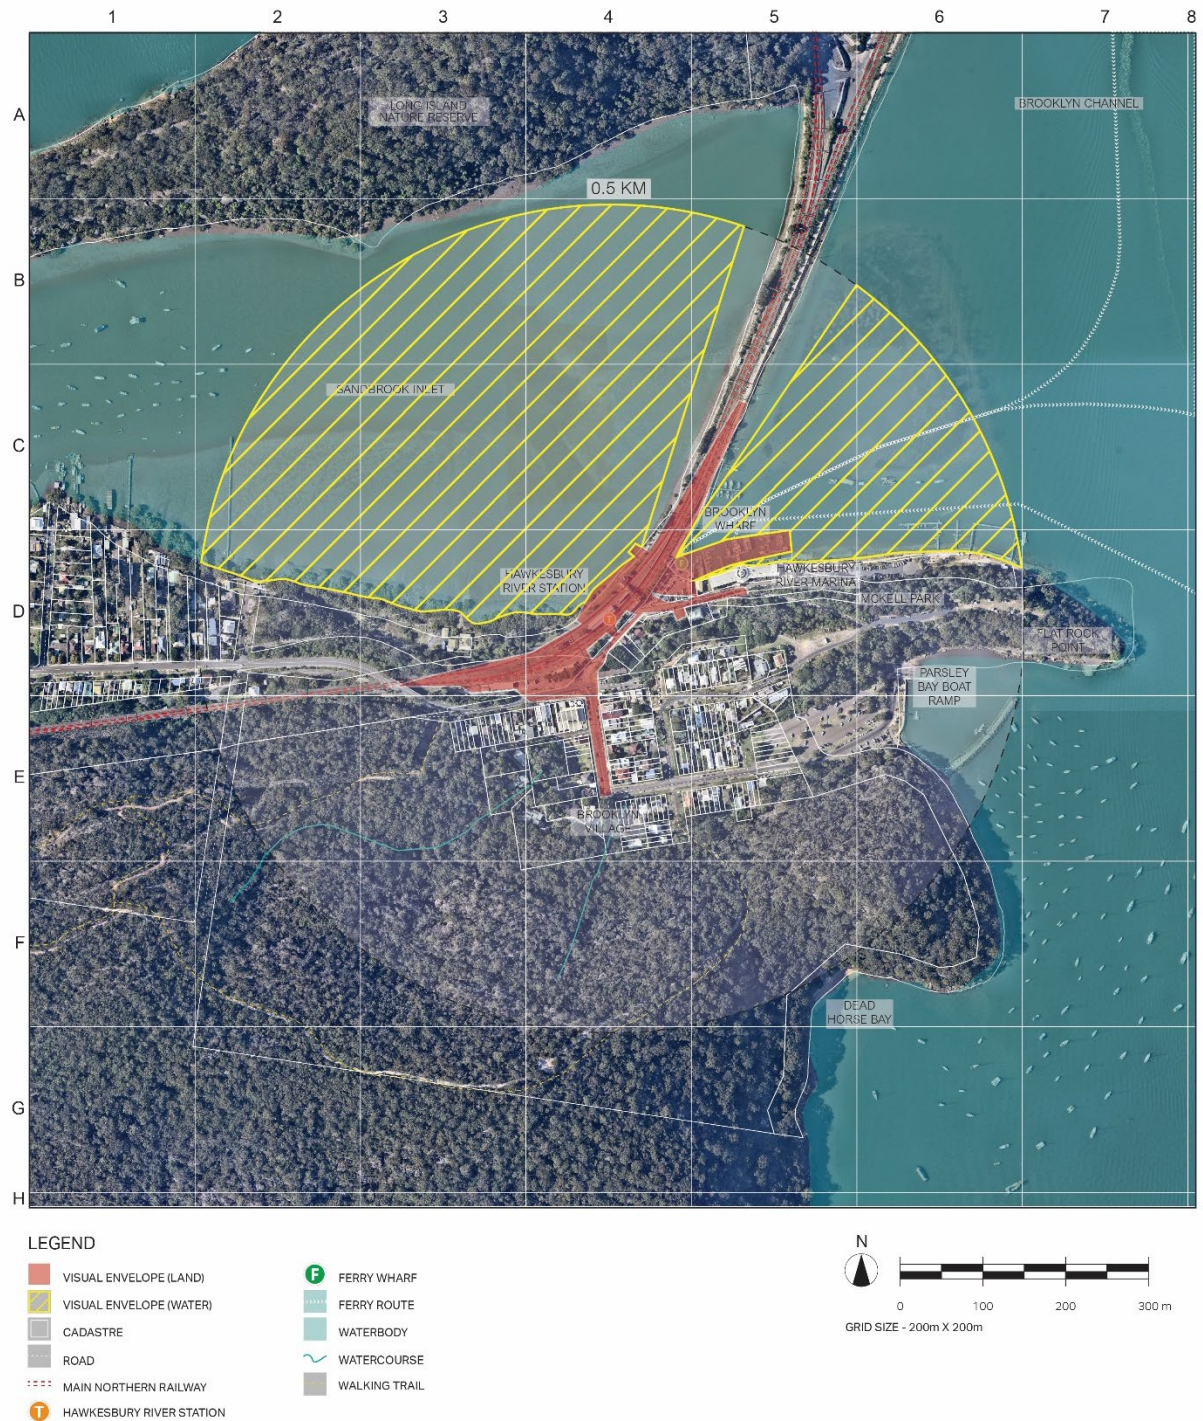 1 2 3 4 5 6 7 8
A
LONG ISLAND
NATURE RESERVE
BROOKLYN CHANNEL
0.5 KM
B
SANDBROOK INLET
C
BROOKLYN
WHARF
HAWKESBURY
RIVER STATION
HAWKESBURY
RIVER MARINA
F
T
D
MCKELL PARK
FLAT ROCK
POINT
PARSLEY
BAY BOAT
RAMP
E
BROOKLYN
VILLAGE
F
DEAD
HORSE BAY
G
H
LEGEND
VISUAL ENVELOPE (LAND)
VISUAL ENVELOPE (WATER)
CADASTRE
ROAD
MAIN NORTHERN RAILWAY
T HAWKESBURY RIVER STATION
F FERRY WHARF
FERRY ROUTE
WATERBODY
WATERCOURSE
WALKING TRAIL
N
0 100 200 300 m
GRID SIZE - 200m X 200m